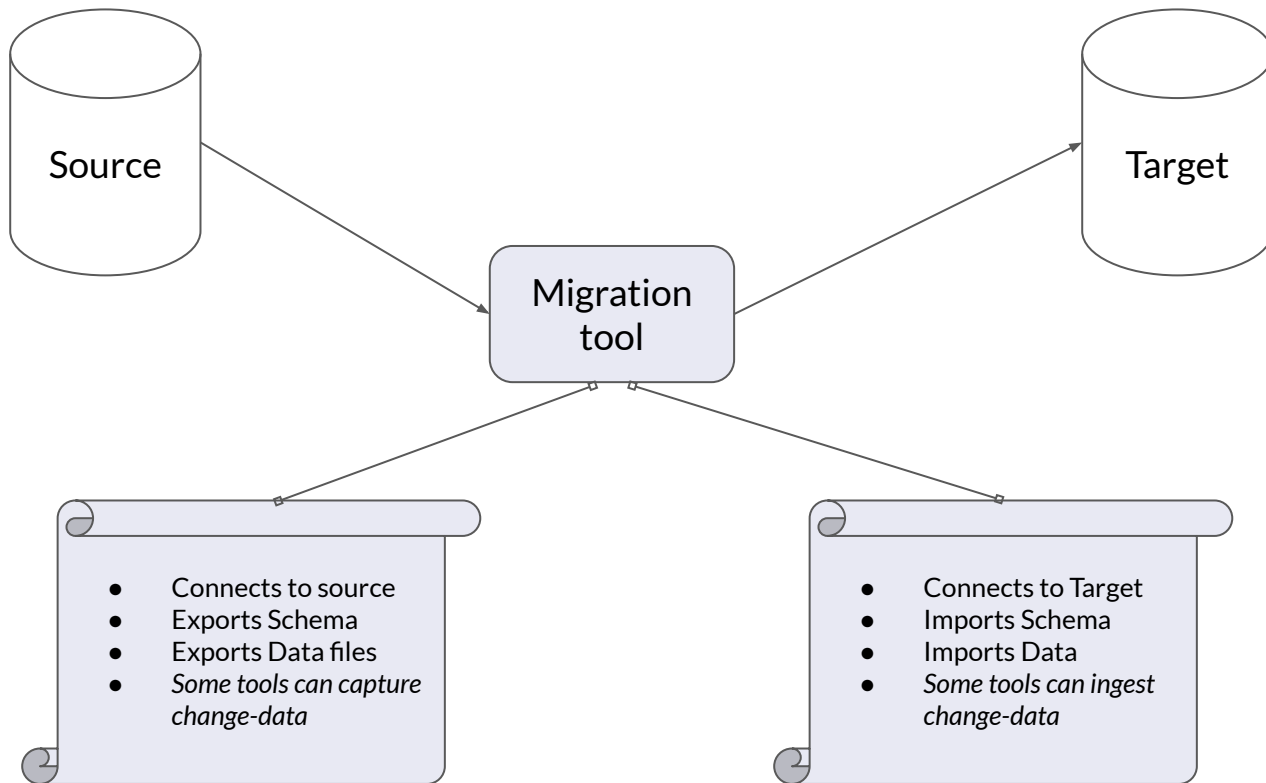 Source
Target
Migration
tool
● Connects to source
● Exports Schema
● Exports Data files
● Some tools can capture
change-data
● Connects to Target
● Imports Schema
● Imports Data
● Some tools can ingest
change-data